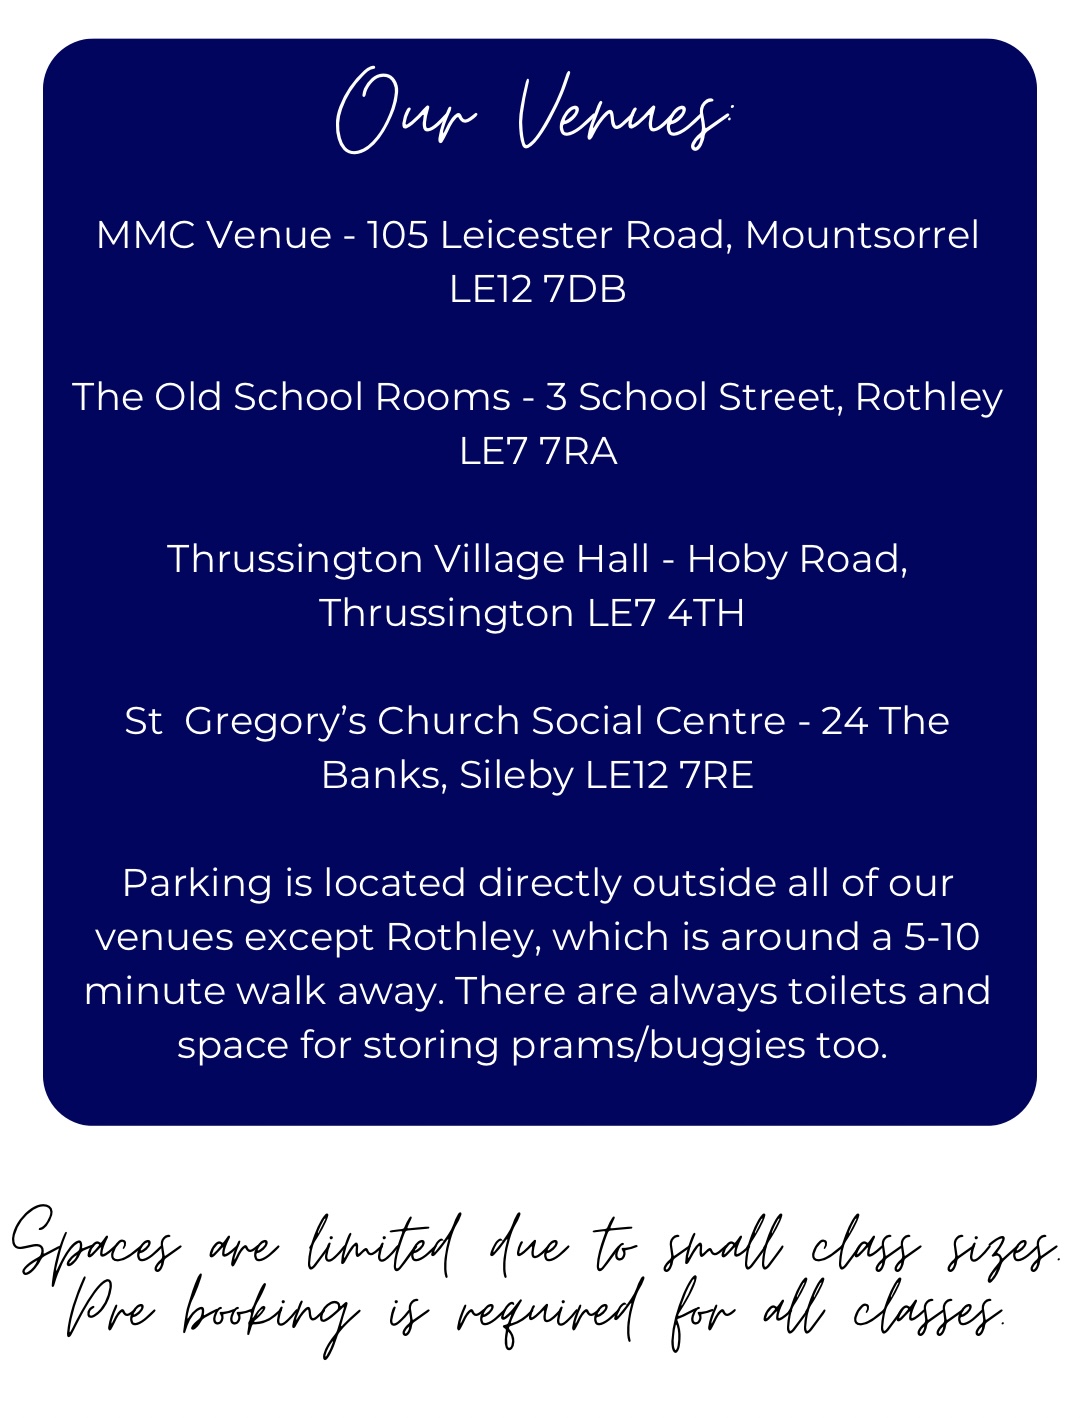 Our Venues:
MMC Venue - 105 Leicester Road, Mountsorrel
LE12 7DB
The Old School Rooms - 3 School Street, Rothley
LE7 7RA
Thrussington Village Hall - Hoby Road,
Thrussington LE7 4TH
St  Gregory’s Church Social Centre - 24 The
Banks, Sileby LE12 7RE
Parking is located directly outside all of our
venues except Rothley, which is around a 5-10
minute walk away. There are always toilets and
space for storing prams/buggies too.
Spaces are limited due to small class sizes.
Pre booking is required for all classes.